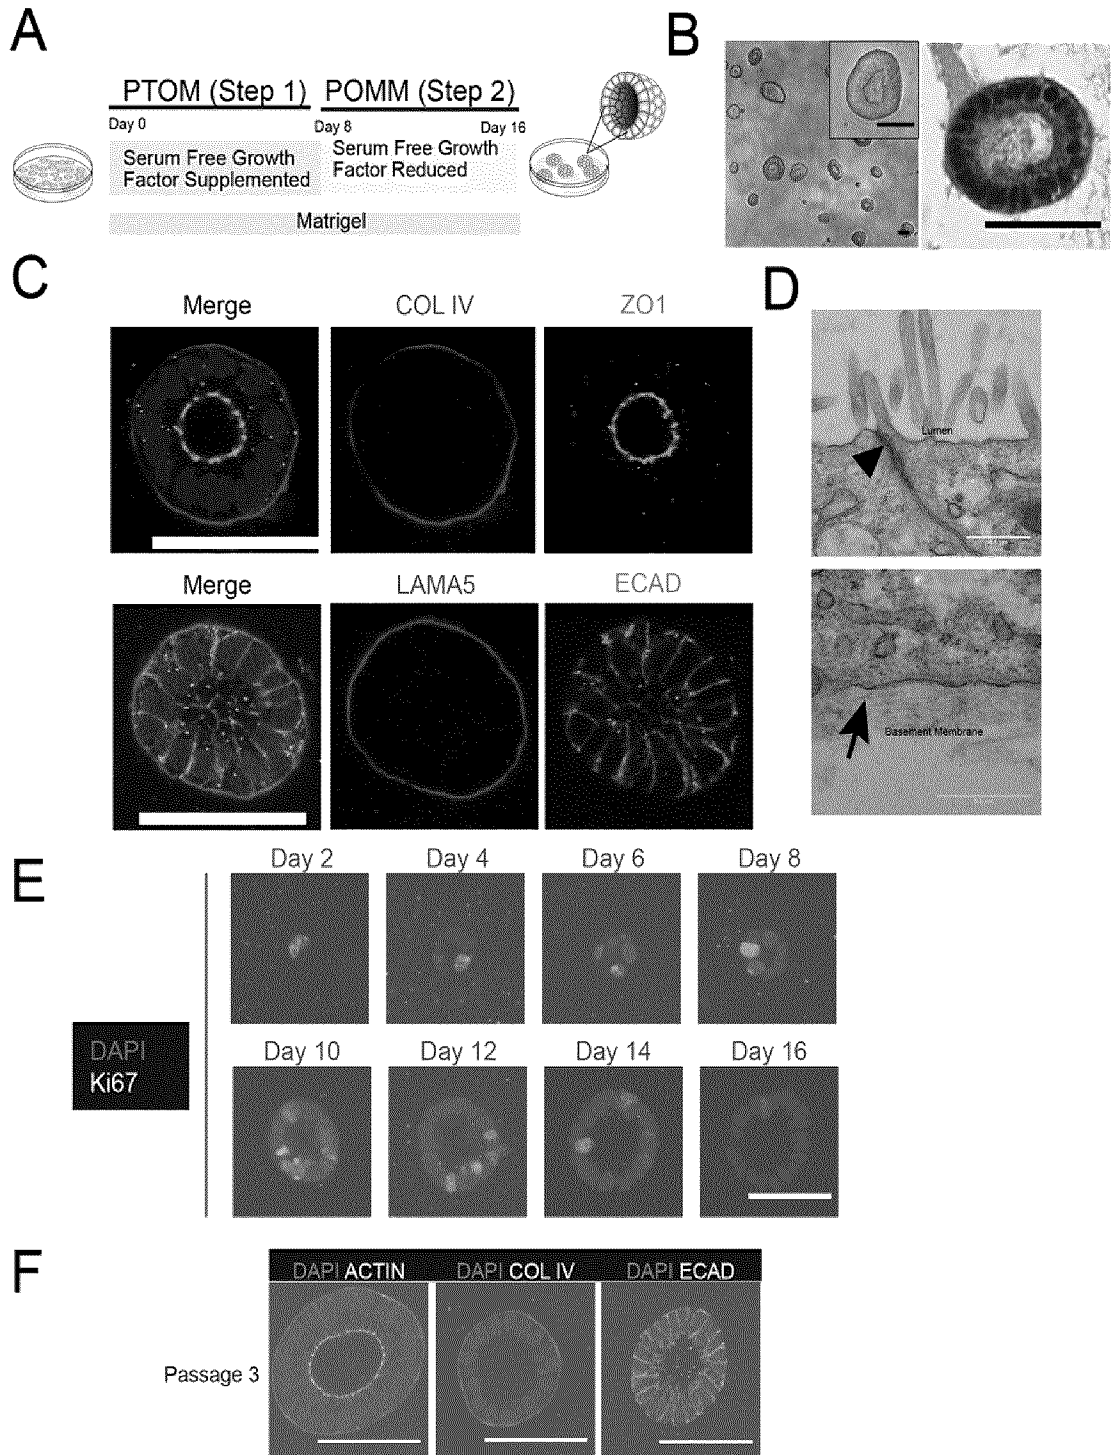 A
PTOM (Step 1)
POMM (Step 2)
Day 0
Day 8
Day 16
Serum Free Growth
Factor Supplemented
Serum Free Growth
Factor Reduced
Matrigel
B
C
Merge
COL IV
ZO1
Merge
LAMA5
ECAD
D
Lumen
Basement Membrane
E
Day 2
Day 4
Day 6
Day 8
DAPI
Ki67
Day 10
Day 12
Day 14
Day 16
F
DAPI ACTIN
DAPI COL IV
DAPI ECAD
Passage 3